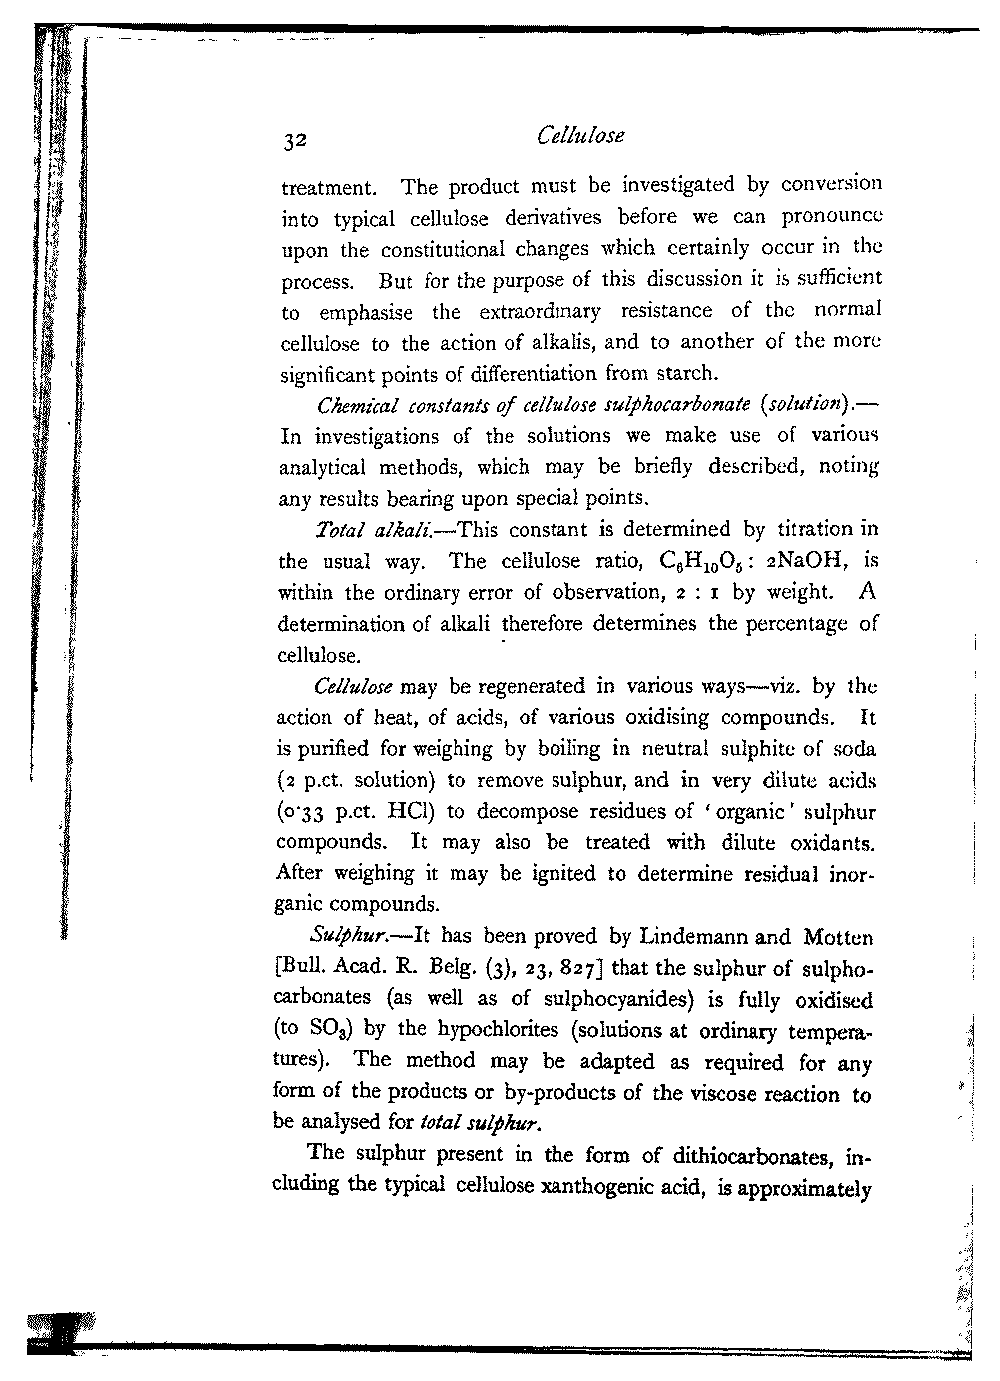 32 Cellulose
treatment. The product must be investigated by conversion
into typical cellulose derivatives before we can pronounce
upon the constitutional changes which certainly occur in the
process. But for the purpose of this discussion it is sufficient
to emphasise the extraordinary resistance of the normal
cellulose to the action of alkalis, and to another of the more
significant points of differentiation from starch.
Chemical constants of cellulose sulphocarbonate (solution).—
In investigations of the solutions we make use of various
analytical methods, which may be briefly described, noting
any results bearing upon special points.
Total alkali.—This constant is determined by titration in
the usual way. The cellulose ratio, C₆H₁₀O₅ : 2NaOH, is
within the ordinary error of observation, 2 : 1 by weight. A
determination of alkali therefore determines the percentage of
cellulose.
Cellulose may be regenerated in various ways—viz. by the
action of heat, of acids, of various oxidising compounds. It
is purified for weighing by boiling in neutral sulphite of soda
(2 p.ct. solution) to remove sulphur, and in very dilute acids
(0·33 p.ct. HCl) to decompose residues of ‘organic’ sulphur
compounds. It may also be treated with dilute oxidants.
After weighing it may be ignited to determine residual inor-
ganic compounds.
Sulphur.—It has been proved by Lindemann and Motten
[Bull. Acad. R. Belg. (3), 23, 827] that the sulphur of sulpho-
carbonates (as well as of sulphocyanides) is fully oxidised
(to SO₃) by the hypochlorites (solutions at ordinary tempera-
tures). The method may be adapted as required for any
form of the products or by-products of the viscose reaction to
be analysed for total sulphur.
The sulphur present in the form of dithiocarbonates, in-
cluding the typical cellulose xanthogenic acid, is approximately